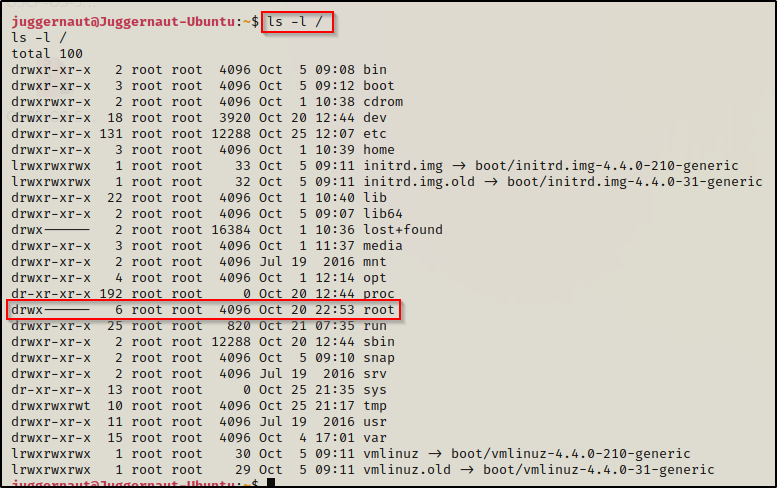 juggernaut@Juggernaut-Ubuntu:~$ ls -l /
ls -l /
total 100
drwxr-xr-x   2 root root  4096 Oct  5 09:08 bin
drwxr-xr-x   3 root root  4096 Oct  5 09:12 boot
drwxrwxr-x   2 root root  4096 Oct  1 10:38 cdrom
drwxr-xr-x  18 root root  3920 Oct 20 12:44 dev
drwxr-xr-x 131 root root 12288 Oct 25 12:07 etc
drwxr-xr-x   3 root root  4096 Oct  1 10:39 home
lrwxrwxrwx   1 root root    33 Oct  5 09:11 initrd.img -> boot/initrd.img-4.4.0-210-generic
lrwxrwxrwx   1 root root    32 Oct  5 09:11 initrd.img.old -> boot/initrd.img-4.4.0-31-generic
drwxr-xr-x  22 root root  4096 Oct  1 10:40 lib
drwxr-xr-x   2 root root  4096 Oct  5 09:07 lib64
drwx------   2 root root 16384 Oct  1 10:36 lost+found
drwxr-xr-x   3 root root  4096 Oct  1 11:37 media
drwxr-xr-x   2 root root  4096 Jul 19  2016 mnt
drwxr-xr-x   4 root root  4096 Oct  1 12:14 opt
dr-xr-xr-x 192 root root     0 Oct 20 12:44 proc
drwx------   6 root root  4096 Oct 20 22:53 root
drwxr-xr-x  25 root root   820 Oct 21 07:35 run
drwxr-xr-x   2 root root 12288 Oct 20 12:44 sbin
drwxr-xr-x   2 root root  4096 Oct  5 09:10 snap
drwxr-xr-x   2 root root  4096 Jul 19  2016 srv
dr-xr-xr-x  13 root root     0 Oct 25 21:35 sys
drwxrwxrwt  10 root root  4096 Oct 25 21:17 tmp
drwxr-xr-x  11 root root  4096 Jul 19  2016 usr
drwxr-xr-x  15 root root  4096 Oct  4 17:01 var
lrwxrwxrwx   1 root root    30 Oct  5 09:11 vmlinuz -> boot/vmlinuz-4.4.0-210-generic
lrwxrwxrwx   1 root root    29 Oct  5 09:11 vmlinuz.old -> boot/vmlinuz-4.4.0-31-generic
juggernaut@Juggernaut-Ubuntu:~$